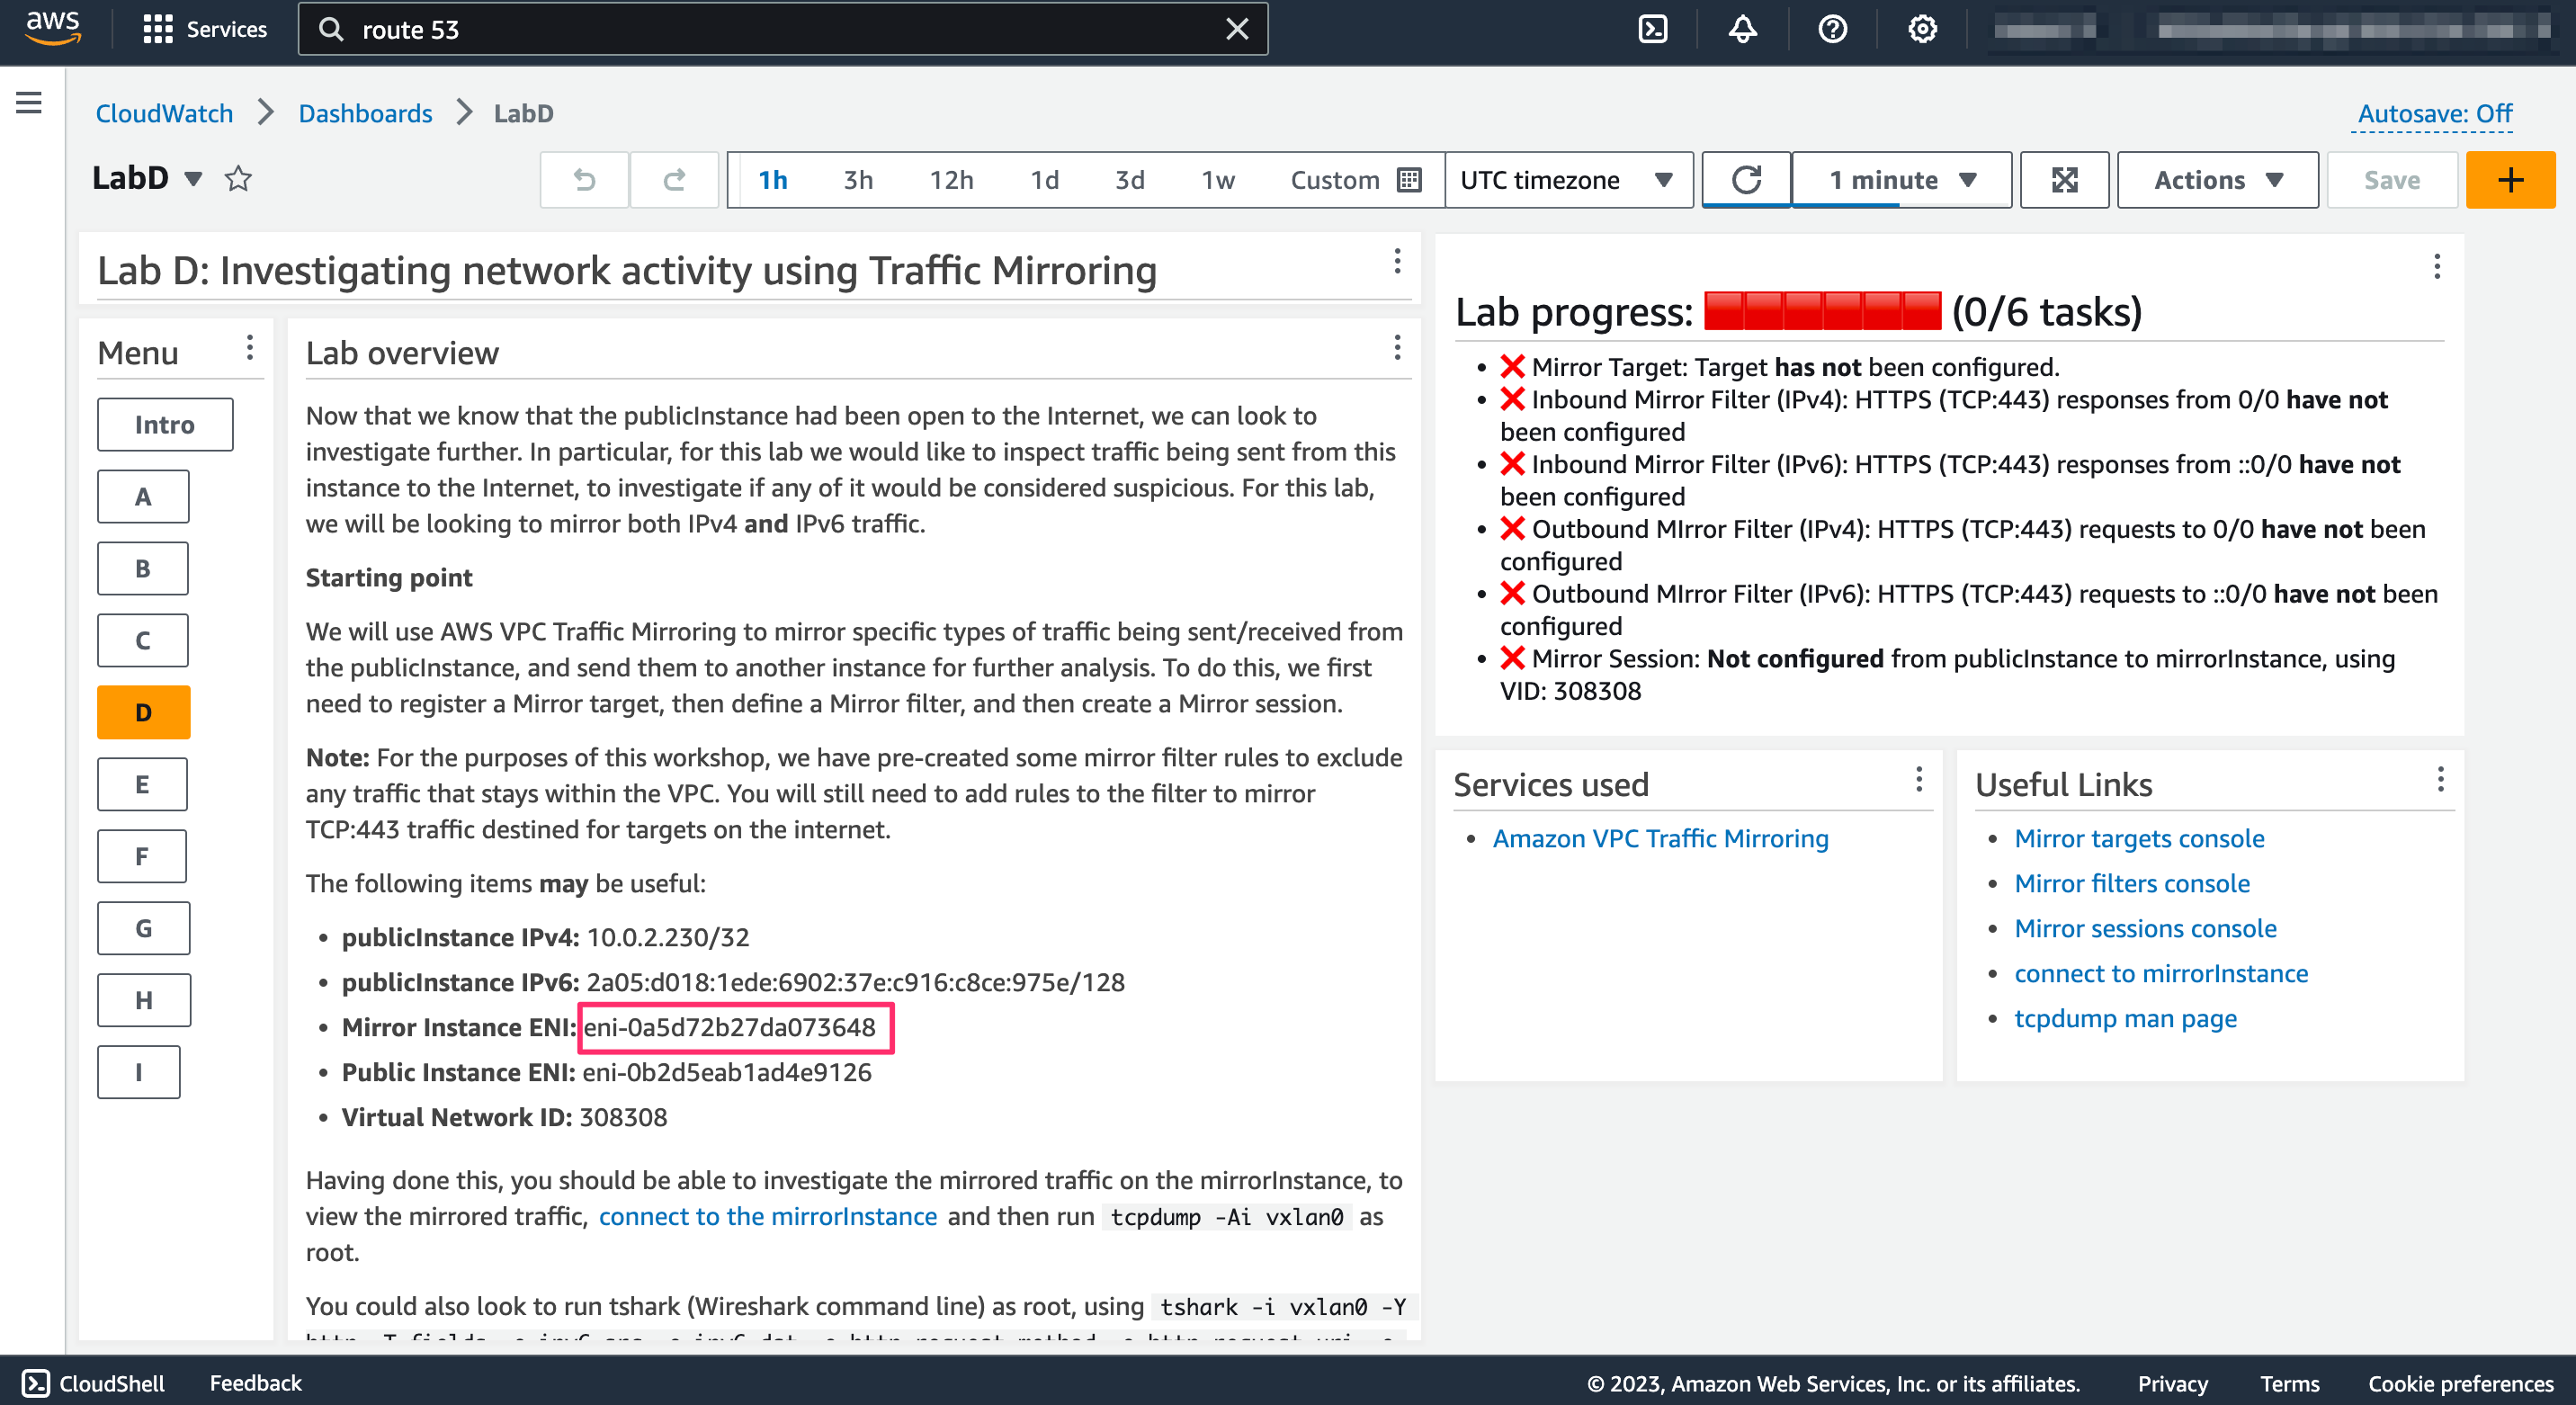 aws
Services
route 53
CloudWatch > Dashboards > LabD
Autosave: Off
LabD
1h 3h 12h 1d 3d 1w Custom UTC timezone 1 minute Actions Save +
Lab D: Investigating network activity using Traffic Mirroring
Menu
Intro
A
B
C
D
E
F
G
H
I
Lab overview
Now that we know that the publicInstance had been open to the Internet, we can look to
investigate further. In particular, for this lab we would like to inspect traffic being sent from this
instance to the Internet, to investigate if any of it would be considered suspicious. For this lab,
we will be looking to mirror both IPv4 and IPv6 traffic.
Starting point
We will use AWS VPC Traffic Mirroring to mirror specific types of traffic being sent/received from
the publicInstance, and send them to another instance for further analysis. To do this, we first
need to register a Mirror target, then define a Mirror filter, and then create a Mirror session.
Note: For the purposes of this workshop, we have pre-created some mirror filter rules to exclude
any traffic that stays within the VPC. You will still need to add rules to the filter to mirror
TCP:443 traffic destined for targets on the internet.
The following items may be useful:
• publicInstance IPv4: 10.0.2.230/32
• publicInstance IPv6: 2a05:d018:1ede:6902:37e:c916:c8ce:975e/128
• Mirror Instance ENI: eni-0a5d72b27da073648
• Public Instance ENI: eni-0b2d5eab1ad4e9126
• Virtual Network ID: 308308
Having done this, you should be able to investigate the mirrored traffic on the mirrorInstance, to
view the mirrored traffic, connect to the mirrorInstance and then run tcpdump -Ai vxlan0 as
root.
You could also look to run tshark (Wireshark command line) as root, using tshark -i vxlan0 -Y
Lab progress: (0/6 tasks)
• ❌ Mirror Target: Target has not been configured.
• ❌ Inbound Mirror Filter (IPv4): HTTPS (TCP:443) responses from 0/0 have not
been configured
• ❌ Inbound Mirror Filter (IPv6): HTTPS (TCP:443) responses from ::0/0 have not
been configured
• ❌ Outbound MIrror Filter (IPv4): HTTPS (TCP:443) requests to 0/0 have not been
configured
• ❌ Outbound MIrror Filter (IPv6): HTTPS (TCP:443) requests to ::0/0 have not been
configured
• ❌ Mirror Session: Not configured from publicInstance to mirrorInstance, using
VID: 308308
Services used
• Amazon VPC Traffic Mirroring
Useful Links
• Mirror targets console
• Mirror filters console
• Mirror sessions console
• connect to mirrorInstance
• tcpdump man page
CloudShell Feedback
© 2023, Amazon Web Services, Inc. or its affiliates. Privacy Terms Cookie preferences